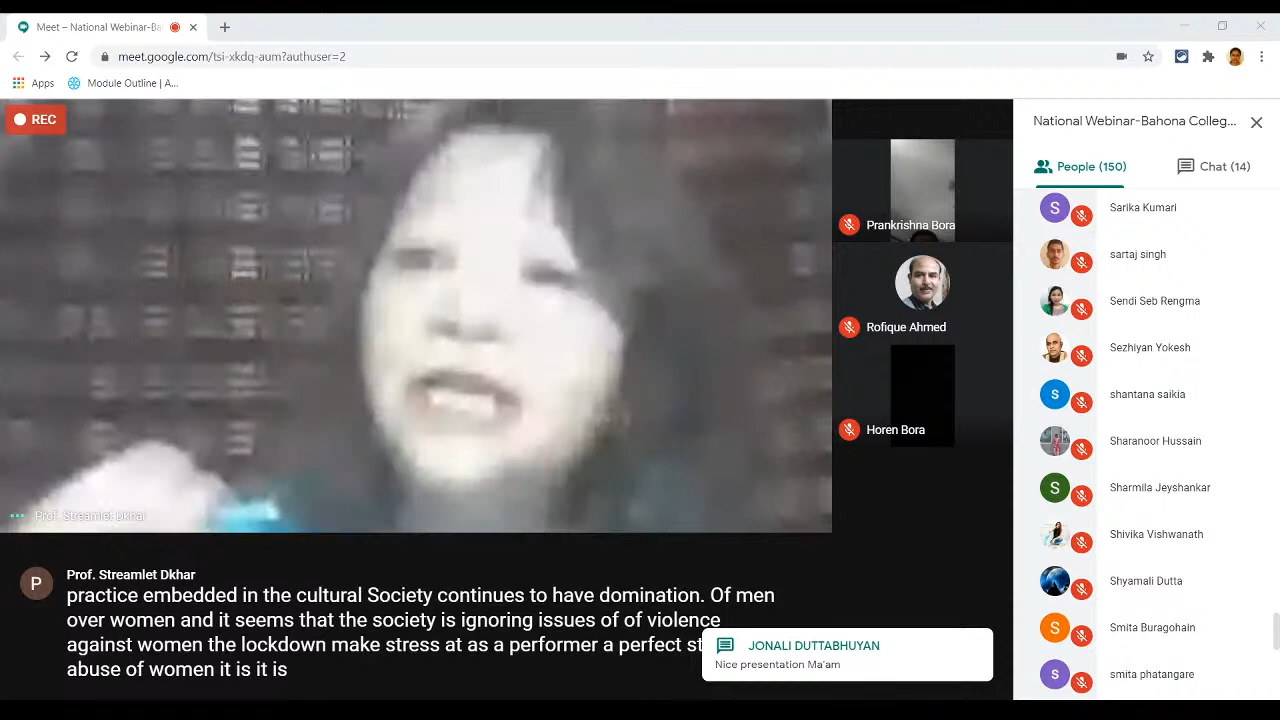 Meet – National Webinar-Ba
meet.google.com/tsi-xkdq-aum?authuser=2
Apps
Module Outline | A...
REC
Prof. Streamlet Dkhar
Prankrishna Bora
Rofique Ahmed
Horen Bora
National Webinar-Bahona Colleg...
People (150)
Chat (14)
S
Sarika Kumari
sartaj singh
Sendi Seb Rengma
Sezhiyan Yokesh
s
shantana saikia
Sharanoor Hussain
S
Sharmila Jeyshankar
Shivika Vishwanath
Shyamali Dutta
S
Smita Buragohain
s
smita phatangare
P
Prof. Streamlet Dkhar
practice embedded in the cultural Society continues to have domination. Of men
over women and it seems that the society is ignoring issues of of violence
against women the lockdown make stress at as a performer a perfect st
abuse of women it is it is
JONALI DUTTABHUYAN
Nice presentation Ma'am